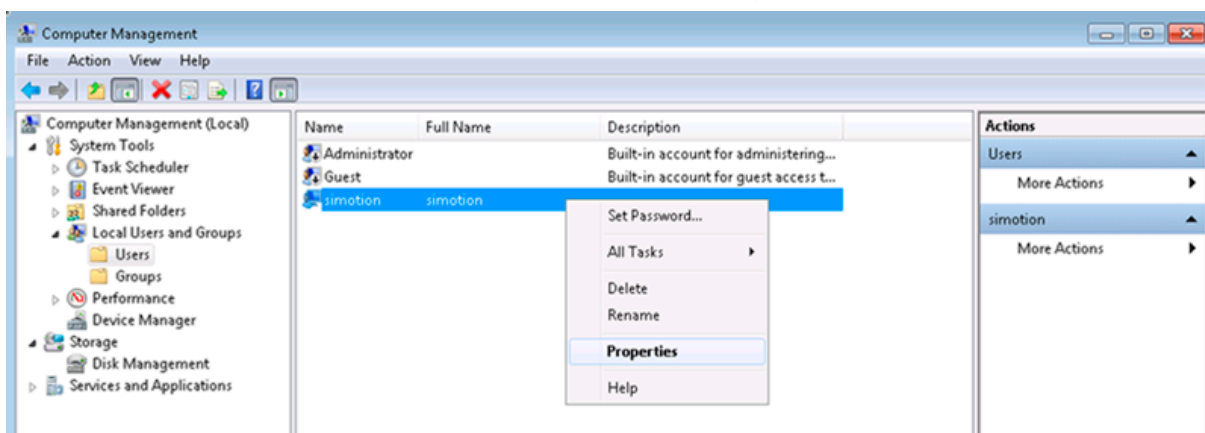 Computer Management
File Action View Help
Computer Management (Local)
System Tools
Task Scheduler
Event Viewer
Shared Folders
Local Users and Groups
Users
Groups
Performance
Device Manager
Storage
Disk Management
Services and Applications
Name Full Name Description
Administrator Built-in account for administering...
Guest Built-in account for guest access t...
simotion simotion
Set Password...
All Tasks
Delete
Rename
Properties
Help
Actions
Users
More Actions
simotion
More Actions